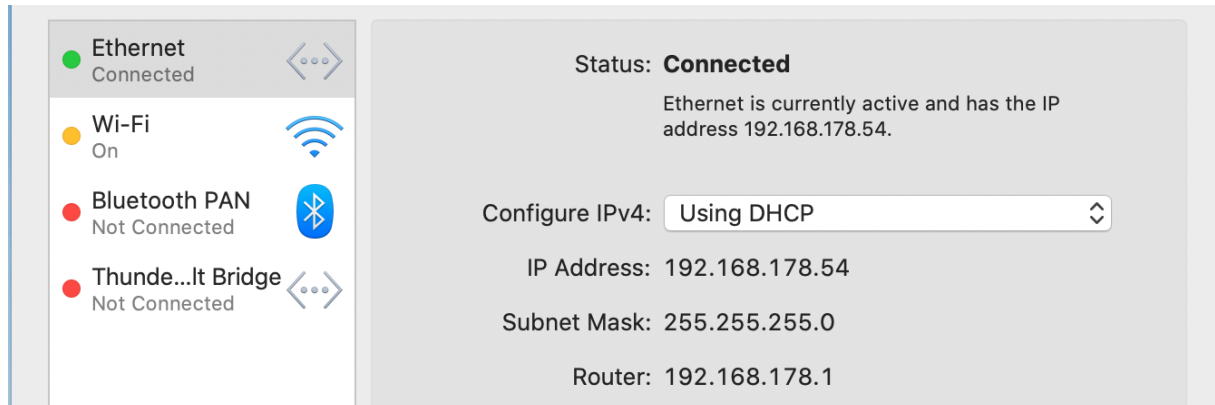 Ethernet
Connected
Wi-Fi
On
Bluetooth PAN
Not Connected
Thunde...lt Bridge
Not Connected
Status: Connected
Ethernet is currently active and has the IP
address 192.168.178.54.
Configure IPv4: Using DHCP
IP Address: 192.168.178.54
Subnet Mask: 255.255.255.0
Router: 192.168.178.1